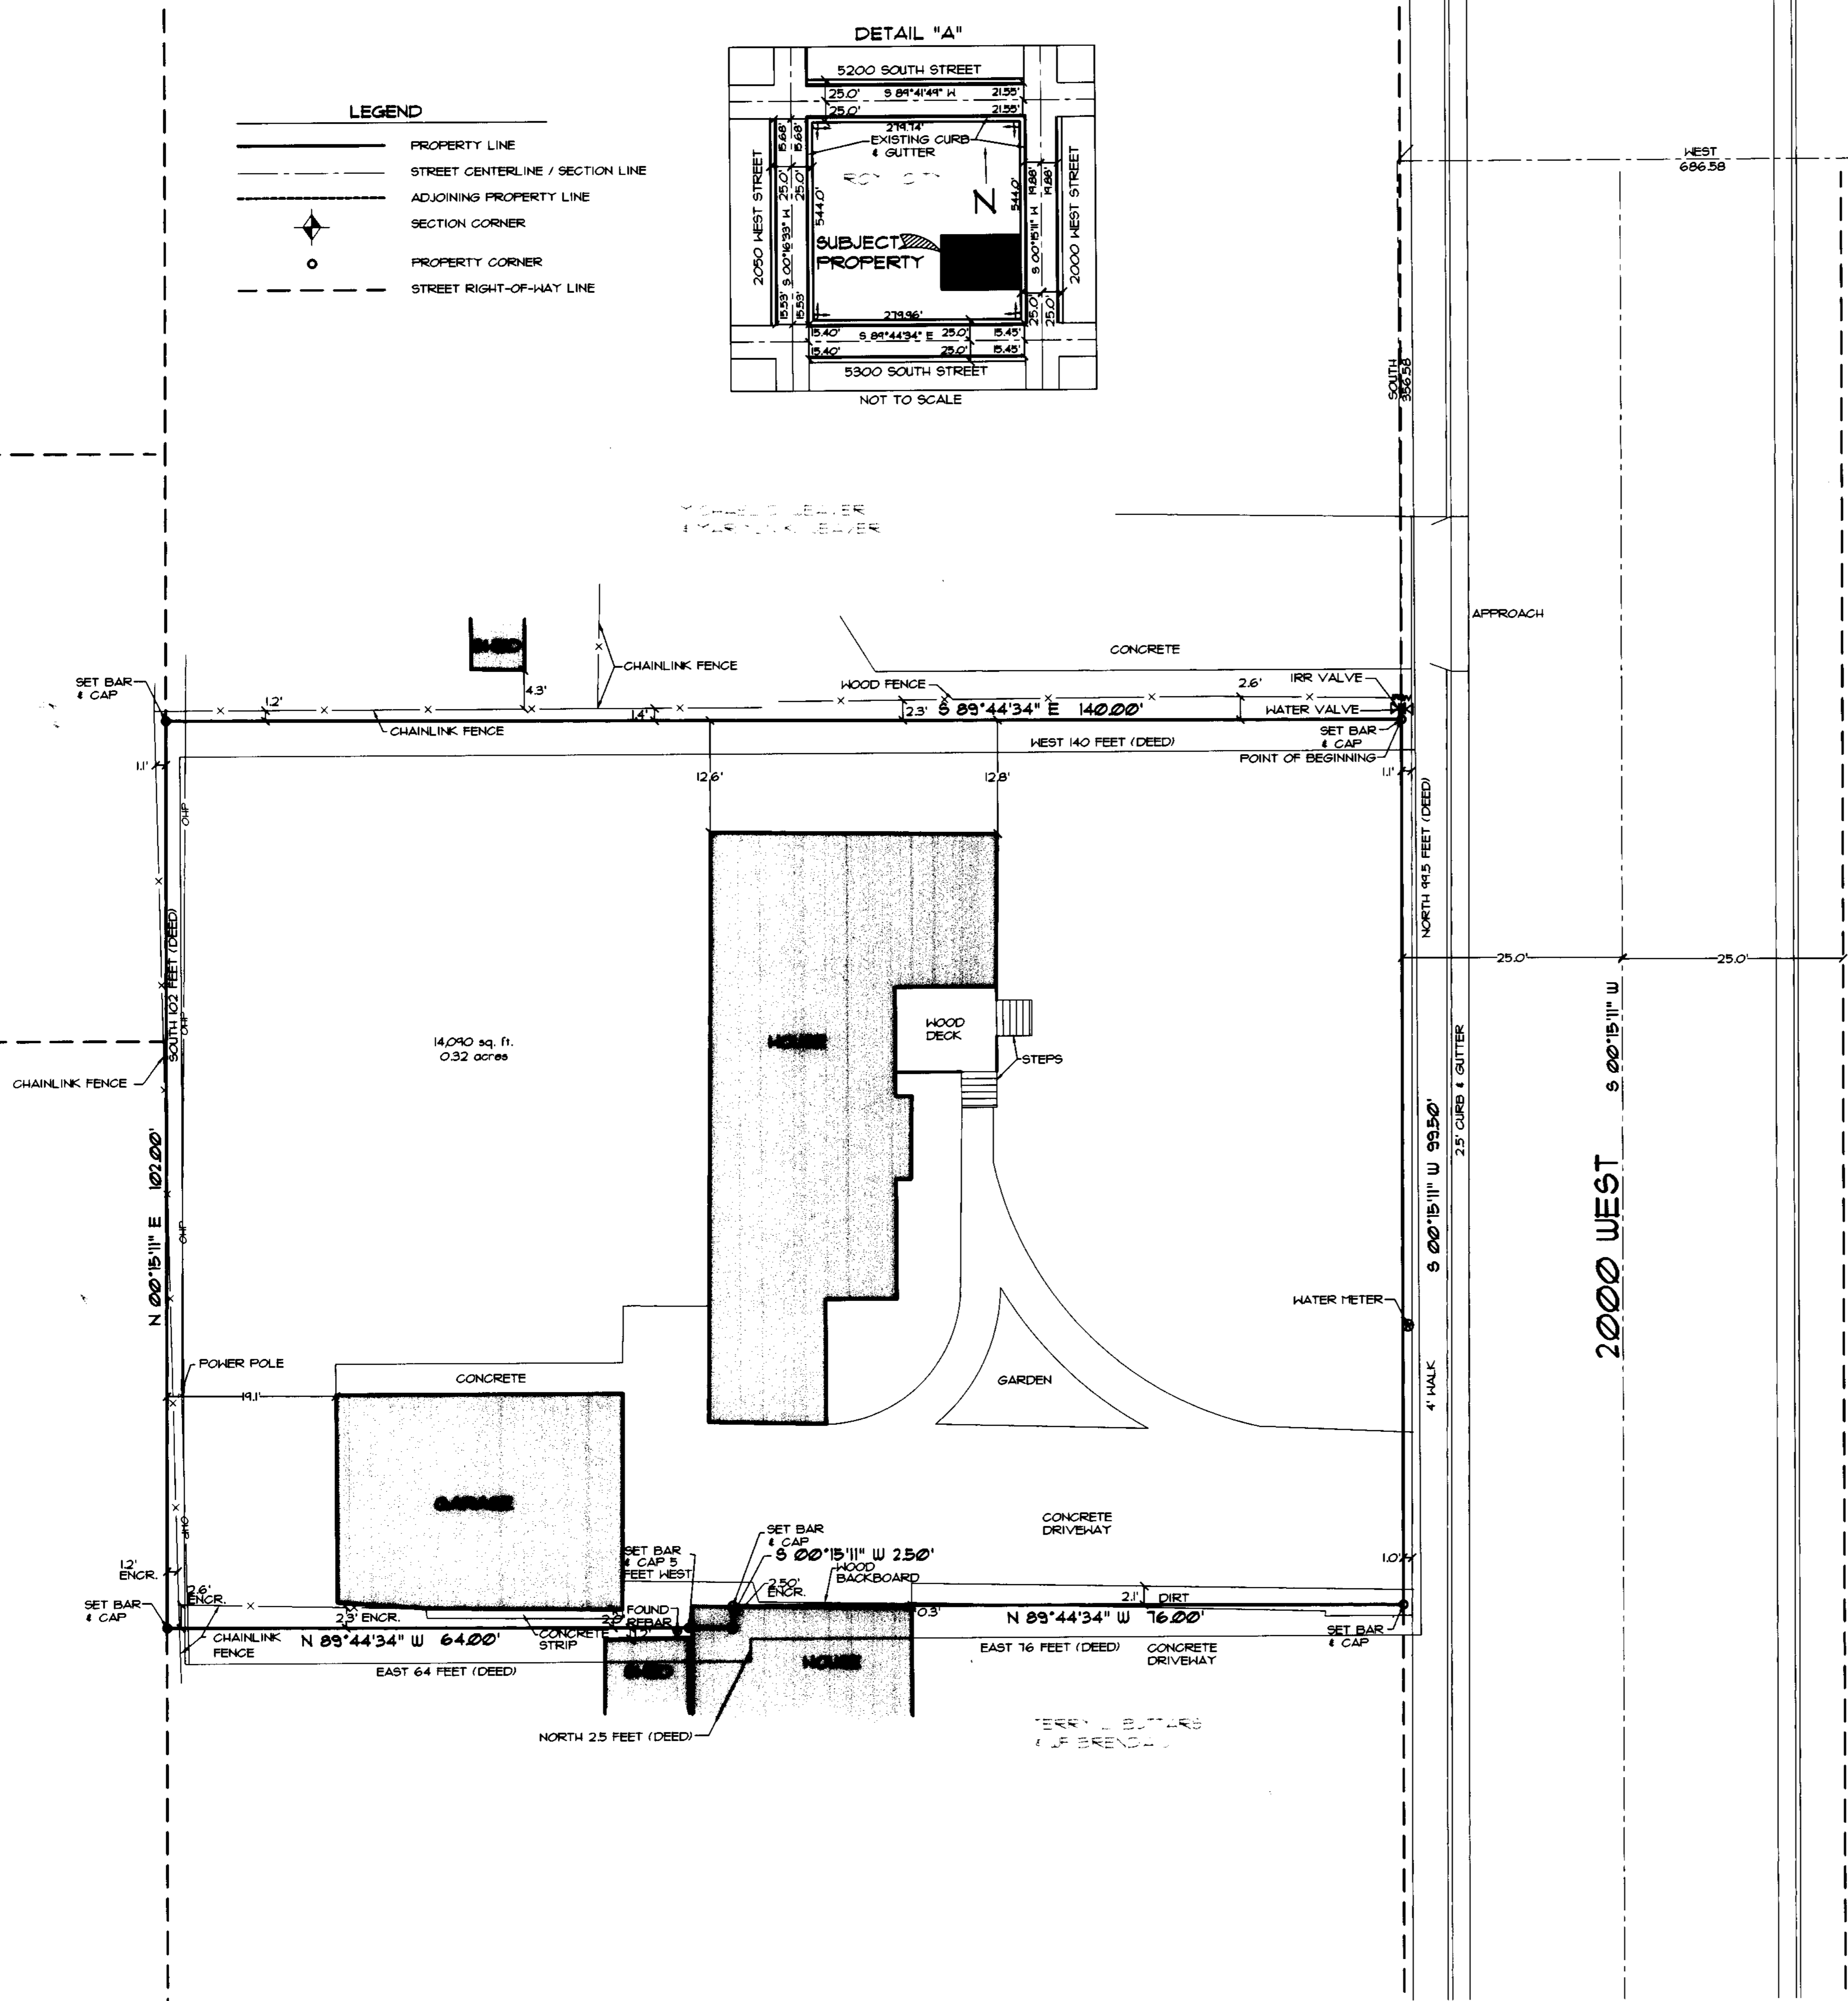 DETAIL "A"
5200 SOUTH STREET
25.0' S 89°41'49" W 21.55'
25.0' 21.55'
279.74'
EXISTING CURB
& GUTTER
2050 WEST STREET
15.68'
15.68'
25.0'
25.0'
S 00°16'33" W
15.53'
15.53'
544.0'
N
544.0'
S 00°15'11" W
19.88'
19.88'
25.0'
25.0'
2000 WEST STREET
SUBJECT
PROPERTY
279.96'
15.40' S 89°44'34" E 25.0' 15.45'
15.40' 25.0' 15.45'
5300 SOUTH STREET
NOT TO SCALE
LEGEND
PROPERTY LINE
STREET CENTERLINE / SECTION LINE
ADJOINING PROPERTY LINE
SECTION CORNER
PROPERTY CORNER
STREET RIGHT-OF-WAY LINE
WEST
686.58
SOUTH
356.58
APPROACH
SHED
CHAINLINK FENCE
CONCRETE
4.3'
SET BAR
& CAP
1.2'
CHAINLINK FENCE
1.4'
WOOD FENCE
2.3'
2.6'
IRR VALVE
WATER VALVE
S 89°44'34" E 140.00'
SET BAR
& CAP
WEST 140 FEET (DEED)
POINT OF BEGINNING
1.1'
1.1'
12.6'
12.8'
OHP
NORTH 99.5 FEET (DEED)
SOUTH 102 FEET (DEED)
OHP
25.0'
25.0'
14,090 sq. ft.
0.32 acres
HOUSE
WOOD
DECK
STEPS
CHAINLINK FENCE
S 00°15'11" W
2.5' CURB & GUTTER
N 00°15'11" E 102.00'
OHP
S 00°15'11" W 99.50'
2000 WEST
WATER METER
POWER POLE
CONCRETE
19.1'
GARDEN
4' WALK
GARAGE
CONCRETE
DRIVEWAY
OHP
SET BAR
& CAP
SET BAR
& CAP 5
FEET WEST
S 00°15'11" W 2.50'
WOOD
BACKBOARD
2.50'
ENCR.
1.0'
1.2'
ENCR.
2.6'
ENCR.
2.1' DIRT
SET BAR
& CAP
2.3' ENCR.
FOUND
REBAR
0.3'
N 89°44'34" W 76.00'
CHAINLINK
FENCE
N 89°44'34" W 64.00'
CONCRETE
STRIP
SET BAR
& CAP
EAST 64 FEET (DEED)
SHED
HOUSE
EAST 76 FEET (DEED)
CONCRETE
DRIVEWAY
NORTH 2.5 FEET (DEED)